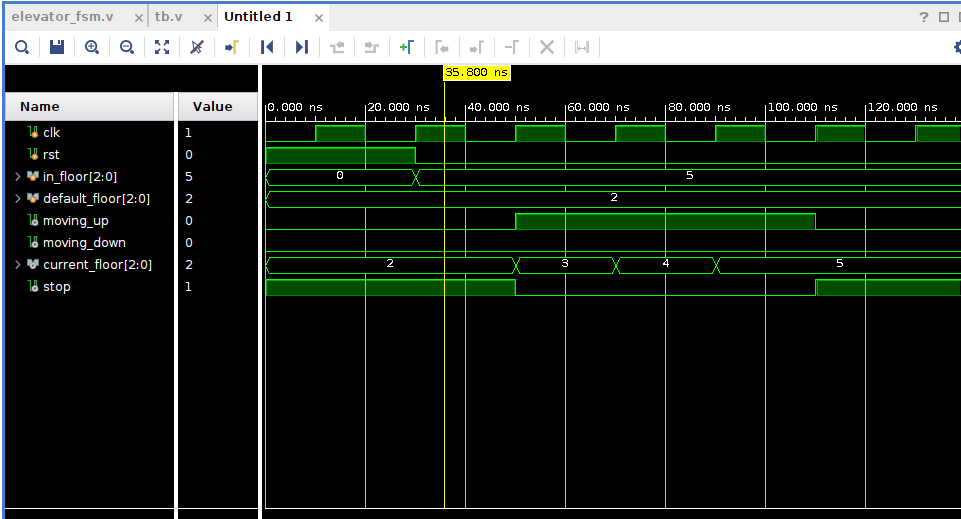 elevator_fsm.v × tb.v × Untitled 1 × ?
35.800 ns
Name Value
0.000 ns 20.000 ns 40.000 ns 60.000 ns 80.000 ns 100.000 ns 120.000 ns
clk 1
rst 0
in_floor[2:0] 5 0 5
default_floor[2:0] 2 2
moving_up 0
moving_down 0
current_floor[2:0] 2 2 3 4 5
stop 1